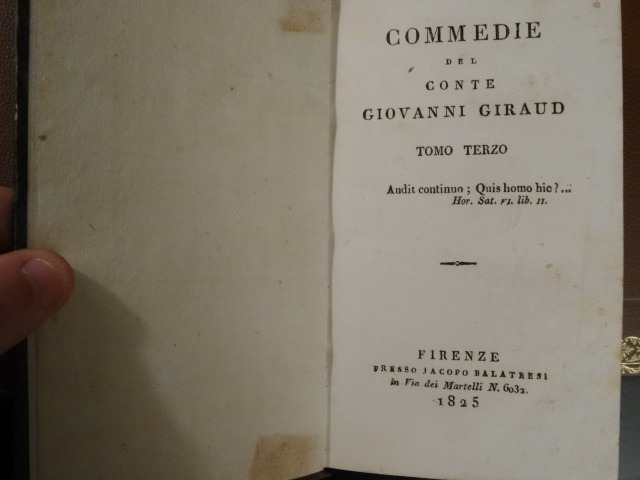 COMMEDIE
DEL
CONTE
GIOVANNI GIRAUD
TOMO TERZO
Audit continuo ; Quis homo hic ?...
Hor. Sat. VI. lib. II.
FIRENZE
PRESSO JACOPO BALATRESI
in Via dei Martelli N. 6032.
1825